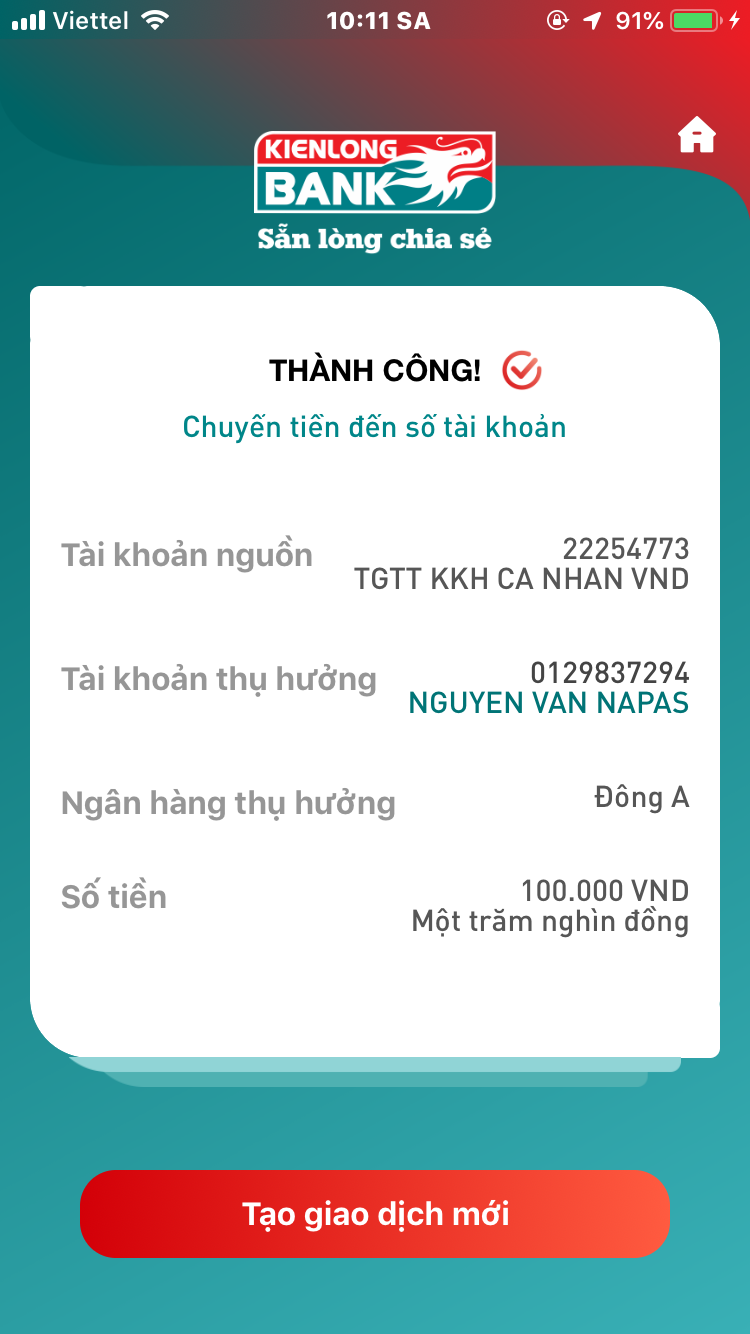 Viettel 10:11 SA 91%
KIENLONG
BANK
Sẵn lòng chia sẻ
THÀNH CÔNG!
Chuyển tiền đến số tài khoản
Tài khoản nguồn 22254773
TGTT KKH CA NHAN VND
Tài khoản thụ hưởng 0129837294
NGUYEN VAN NAPAS
Ngân hàng thụ hưởng Đông A
Số tiền 100.000 VND
Một trăm nghìn đồng
Tạo giao dịch mới